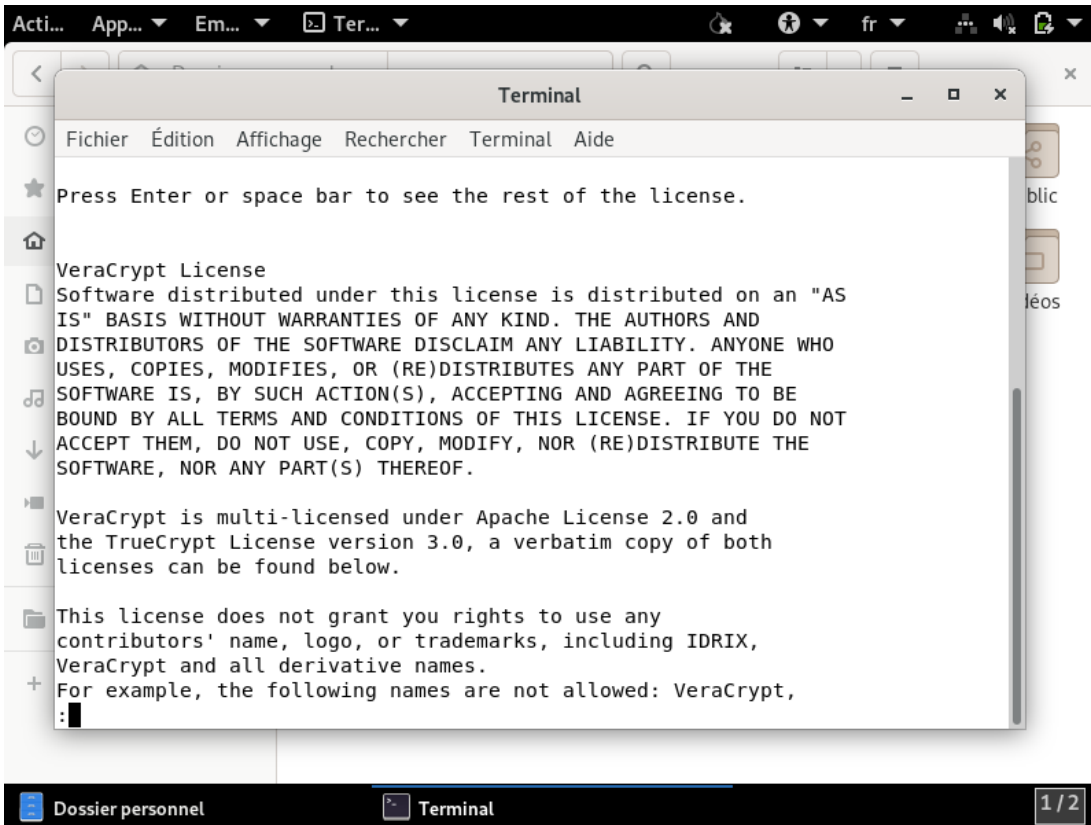 Acti... App... Em... Ter... fr
Terminal
Fichier Édition Affichage Rechercher Terminal Aide
Press Enter or space bar to see the rest of the license.
VeraCrypt License
Software distributed under this license is distributed on an "AS
IS" BASIS WITHOUT WARRANTIES OF ANY KIND. THE AUTHORS AND
DISTRIBUTORS OF THE SOFTWARE DISCLAIM ANY LIABILITY. ANYONE WHO
USES, COPIES, MODIFIES, OR (RE)DISTRIBUTES ANY PART OF THE
SOFTWARE IS, BY SUCH ACTION(S), ACCEPTING AND AGREEING TO BE
BOUND BY ALL TERMS AND CONDITIONS OF THIS LICENSE. IF YOU DO NOT
ACCEPT THEM, DO NOT USE, COPY, MODIFY, NOR (RE)DISTRIBUTE THE
SOFTWARE, NOR ANY PART(S) THEREOF.
VeraCrypt is multi-licensed under Apache License 2.0 and
the TrueCrypt License version 3.0, a verbatim copy of both
licenses can be found below.
This license does not grant you rights to use any
contributors' name, logo, or trademarks, including IDRIX,
VeraCrypt and all derivative names.
For example, the following names are not allowed: VeraCrypt,
:
blic
léos
Dossier personnel Terminal 1/2